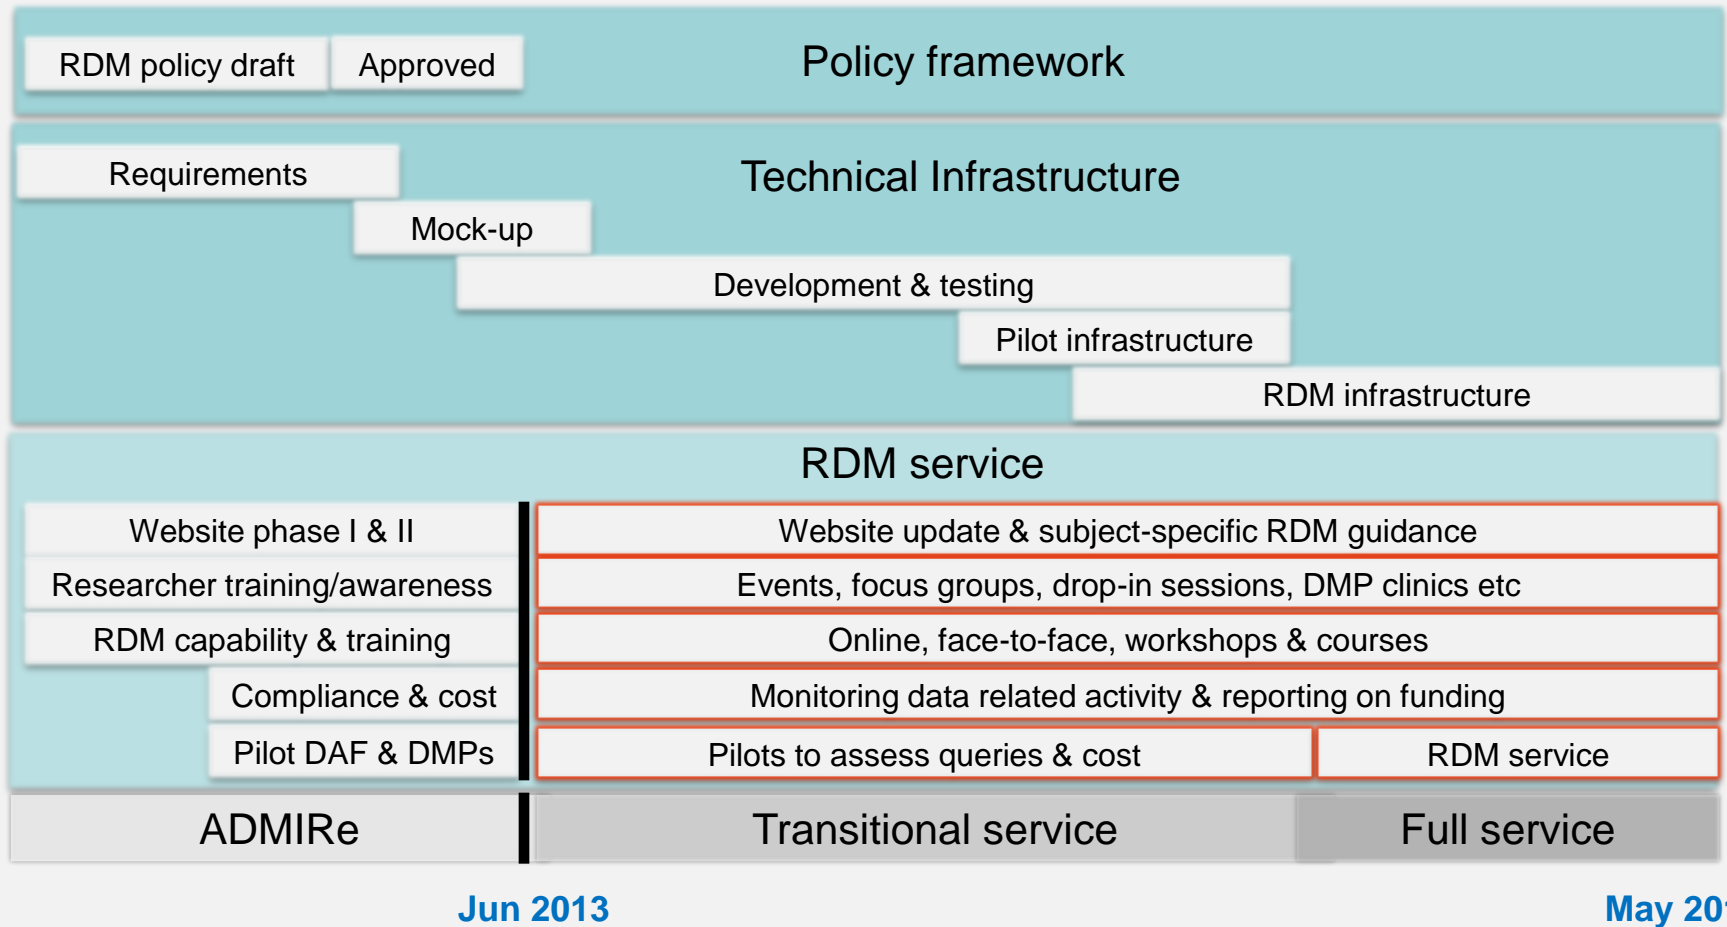 RDM policy draft
Approved
Policy framework
Requirements
Technical Infrastructure
Mock-up
Development & testing
Pilot infrastructure
RDM infrastructure
RDM service
Website phase I & II
Website update & subject-specific RDM guidance
Researcher training/awareness
Events, focus groups, drop-in sessions, DMP clinics etc
RDM capability & training
Online, face-to-face, workshops & courses
Compliance & cost
Monitoring data related activity & reporting on funding
Pilot DAF & DMPs
Pilots to assess queries & cost
RDM service
ADMIRe
Transitional service
Full service
Jun 2013
May